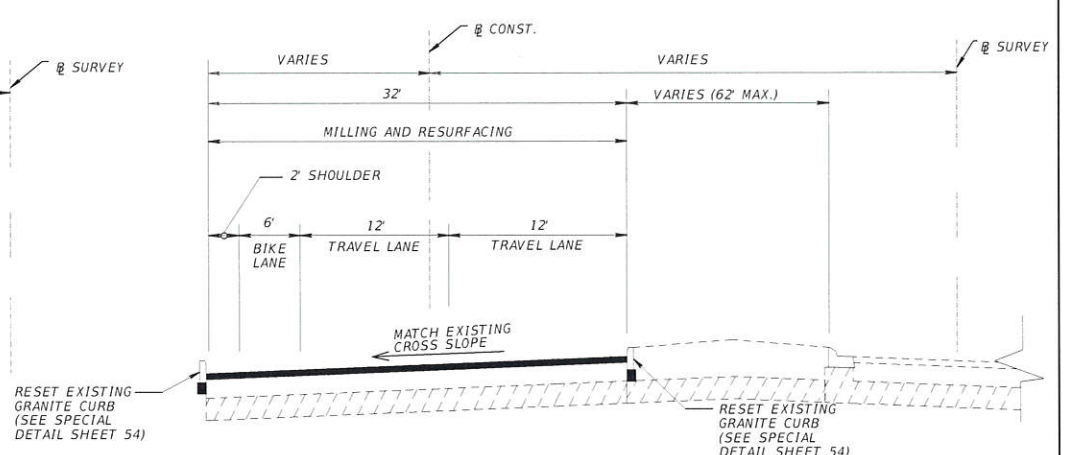 ℄ CONST.
℄ SURVEY
VARIES
VARIES
℄ SURVEY
32'
VARIES (62' MAX.)
MILLING AND RESURFACING
2' SHOULDER
6'
BIKE
LANE
12'
TRAVEL LANE
12'
TRAVEL LANE
MATCH EXISTING
CROSS SLOPE
RESET EXISTING
GRANITE CURB
(SEE SPECIAL
DETAIL SHEET 54)
RESET EXISTING
GRANITE CURB
(SEE SPECIAL
DETAIL SHEET 54)